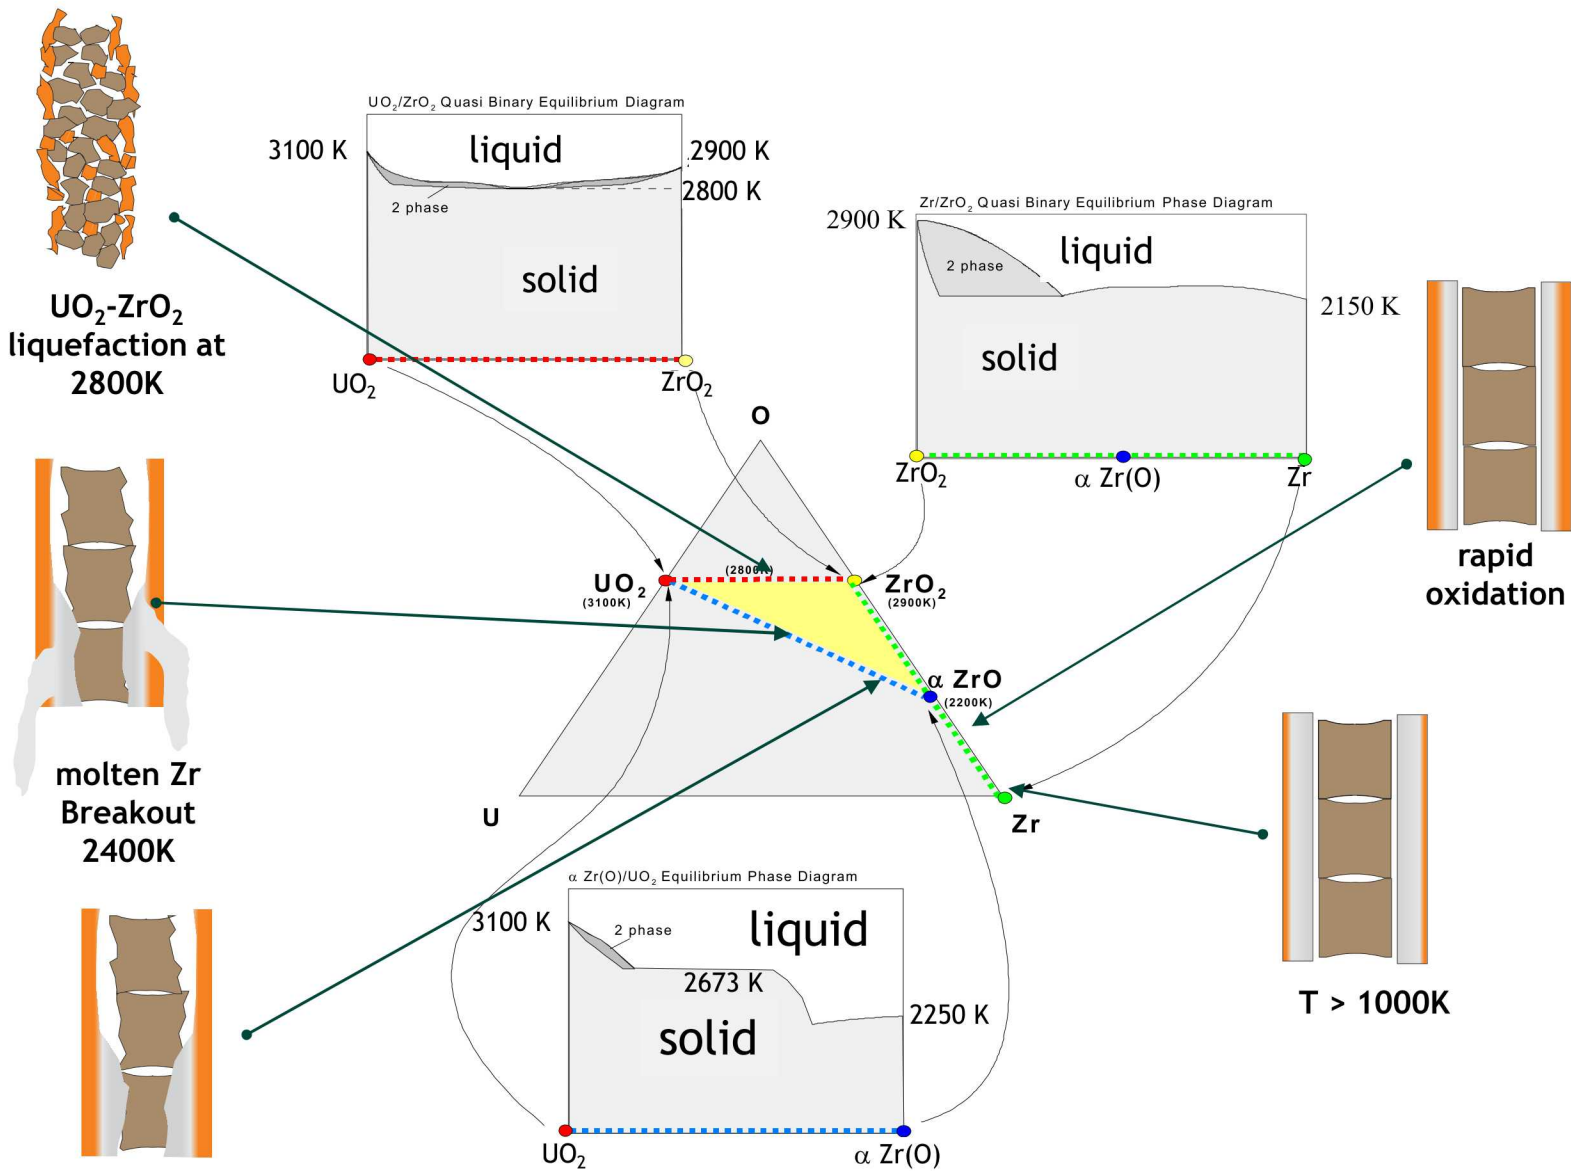 UO₂/ZrO₂ Quasi Binary Equilibrium Diagram
3100 K
liquid
2900 K
2800 K
2 phase
solid
UO₂
ZrO₂
UO₂-ZrO₂
liquefaction at
2800K
Zr/ZrO₂ Quasi Binary Equilibrium Phase Diagram
2900 K
liquid
2 phase
2150 K
solid
ZrO₂
α Zr(O)
Zr
rapid
oxidation
O
(2800K)
UO₂
(3100K)
ZrO₂
(2900K)
α ZrO
(2200K)
U
Zr
molten Zr
Breakout
2400K
T > 1000K
α Zr(O)/UO₂ Equilibrium Phase Diagram
3100 K
2 phase
liquid
2673 K
2250 K
solid
UO₂
α Zr(O)